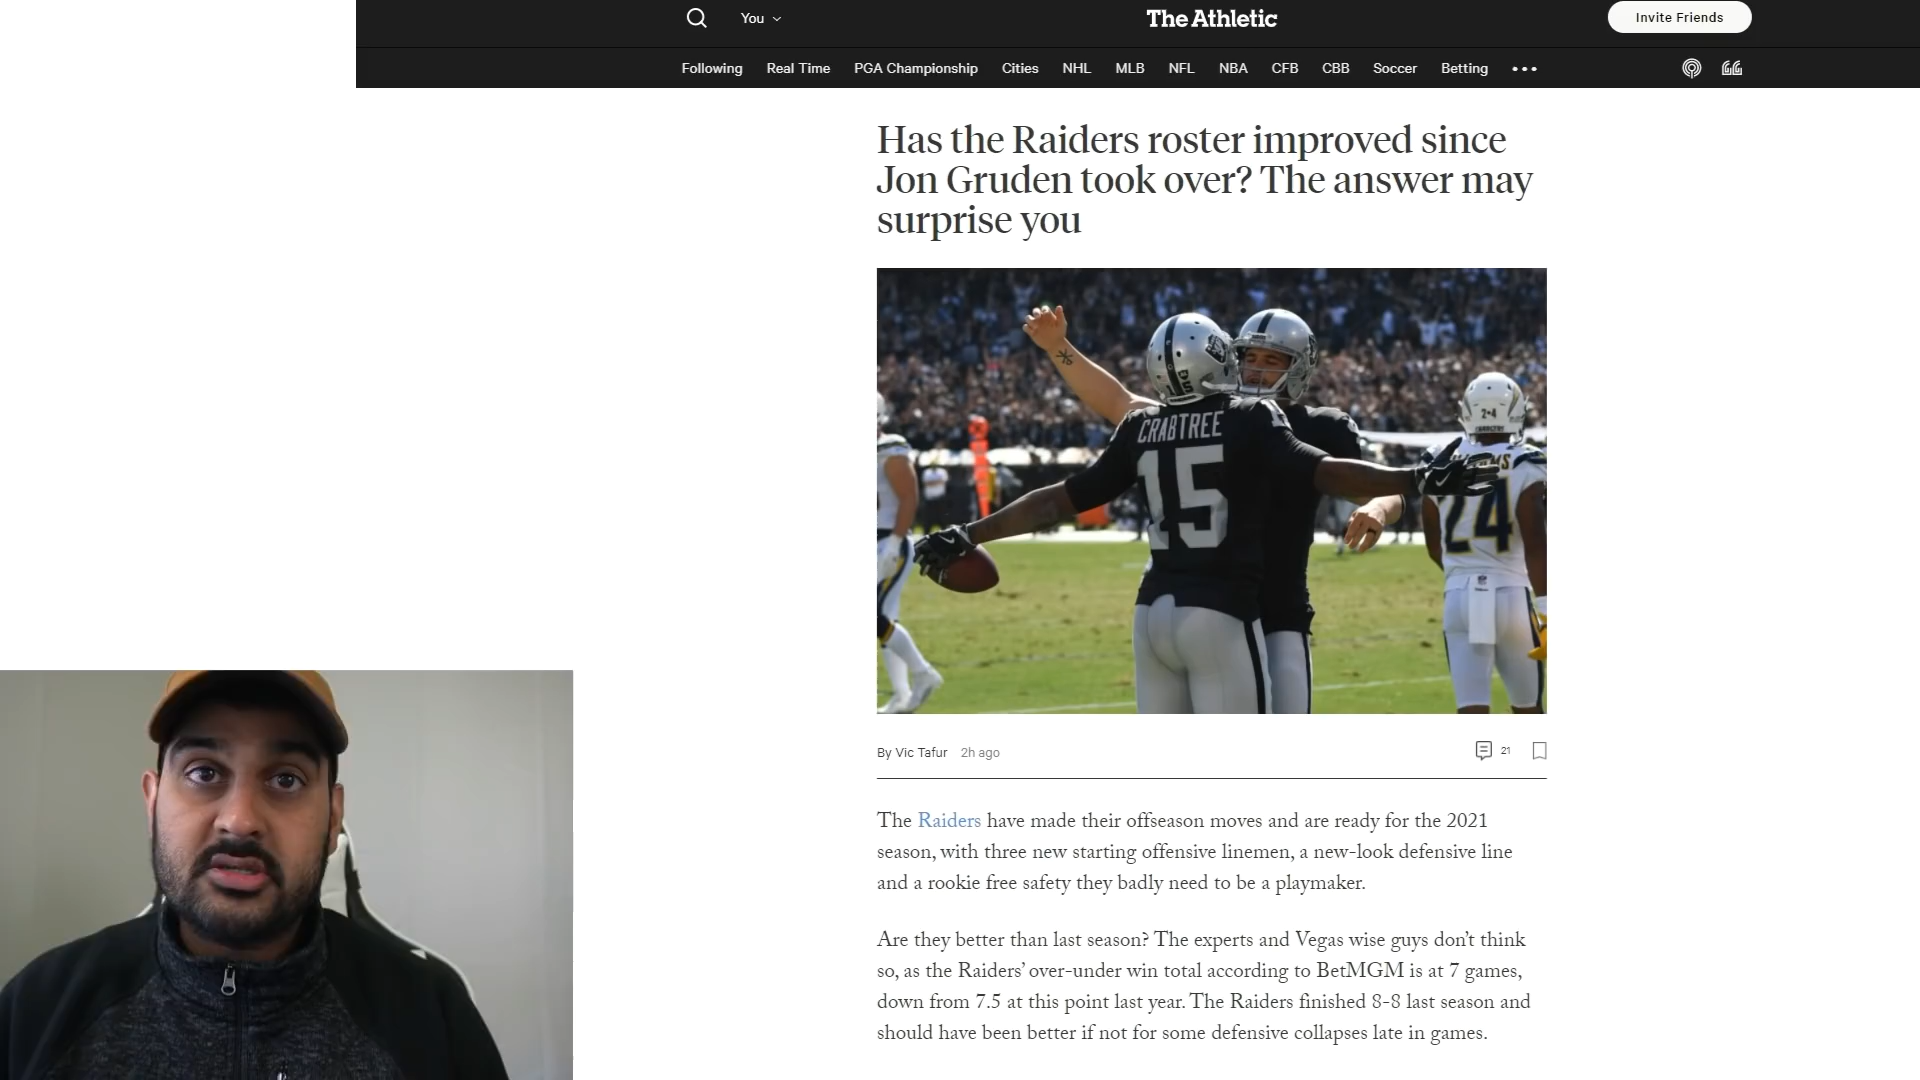 You
The Athletic
Invite Friends
Following Real Time PGA Championship Cities NHL MLB NFL NBA CFB CBB Soccer Betting
Has the Raiders roster improved since
Jon Gruden took over? The answer may
surprise you
CRABTREE
15
24
24
By Vic Tafur 2h ago
21
The Raiders have made their offseason moves and are ready for the 2021
season, with three new starting offensive linemen, a new-look defensive line
and a rookie free safety they badly need to be a playmaker.
Are they better than last season? The experts and Vegas wise guys don't think
so, as the Raiders' over-under win total according to BetMGM is at 7 games,
down from 7.5 at this point last year. The Raiders finished 8-8 last season and
should have been better if not for some defensive collapses late in games.